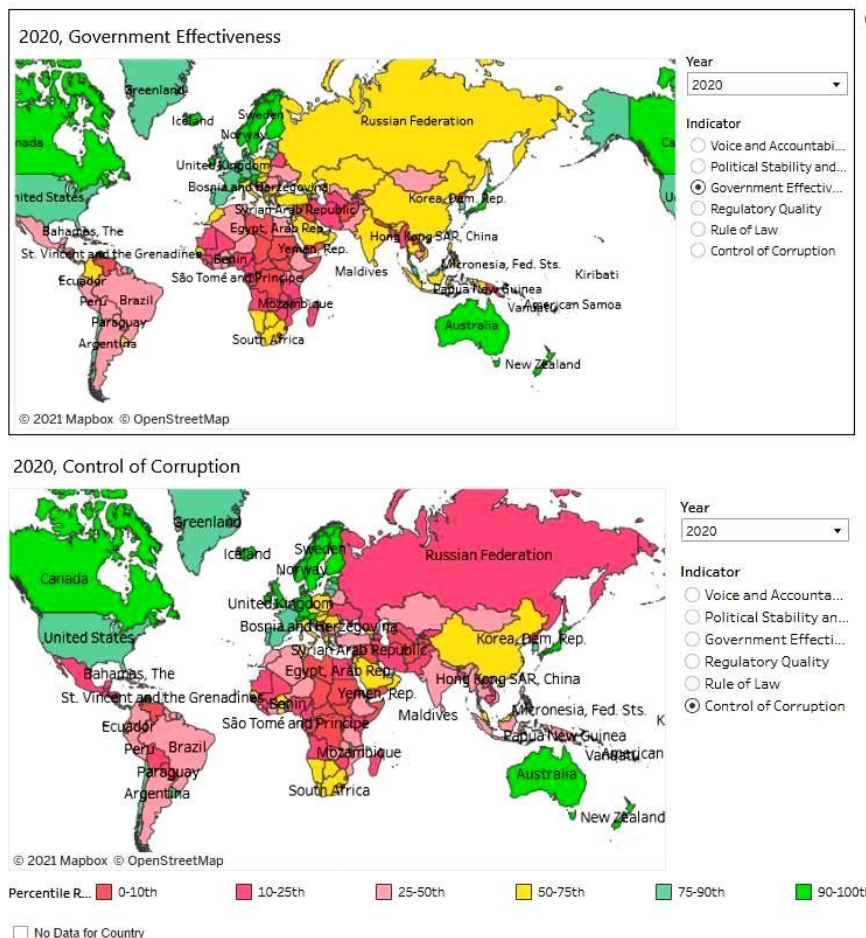 2020, Government Effectiveness
Greenland
Iceland
Sweden
Norway
Russian Federation
nada
Ca
United Kingdom
Bosnia and Herzegovina
nited States
Korea, Dem. Rep.
Syrian Arab Republic
Bahamas, The
Egypt, Arab Rep.
Hong Kong SAR, China
St. Vincent and the Grenadines
Yemen, Rep.
Benin
Maldives
Micronesia, Fed. Sts.
Kiribati
Ecuador
São Tomé and Principe
Papua New Guinea
Peru
Brazil
Mozambique
Vanuatu
American Samoa
Paraguay
Australia
Argentina
South Africa
New Zealand
© 2021 Mapbox © OpenStreetMap
Year
2020
Indicator
Voice and Accountabi...
Political Stability and...
Government Effectiv...
Regulatory Quality
Rule of Law
Control of Corruption
2020, Control of Corruption
Greenland
Iceland
Sweden
Norway
Russian Federation
Canada
United Kingdom
United States
Bosnia and Herzegovina
Korea, Dem. Rep.
Syrian Arab Republic
Bahamas, The
Egypt, Arab Rep.
Hong Kong SAR, China
St. Vincent and the Grenadines
Benin
Yemen, Rep.
Maldives
Micronesia, Fed. Sts.
K
Ecuador
São Tomé and Principe
Papua New Guinea
Peru
Brazil
Mozambique
Vanuatu
American
Paraguay
Australia
Argentina
South Africa
New Zealand
© 2021 Mapbox © OpenStreetMap
Year
2020
Indicator
Voice and Accounta...
Political Stability an...
Government Effecti...
Regulatory Quality
Rule of Law
Control of Corruption
Percentile R... 0-10th 10-25th 25-50th 50-75th 75-90th 90-100th
No Data for Country